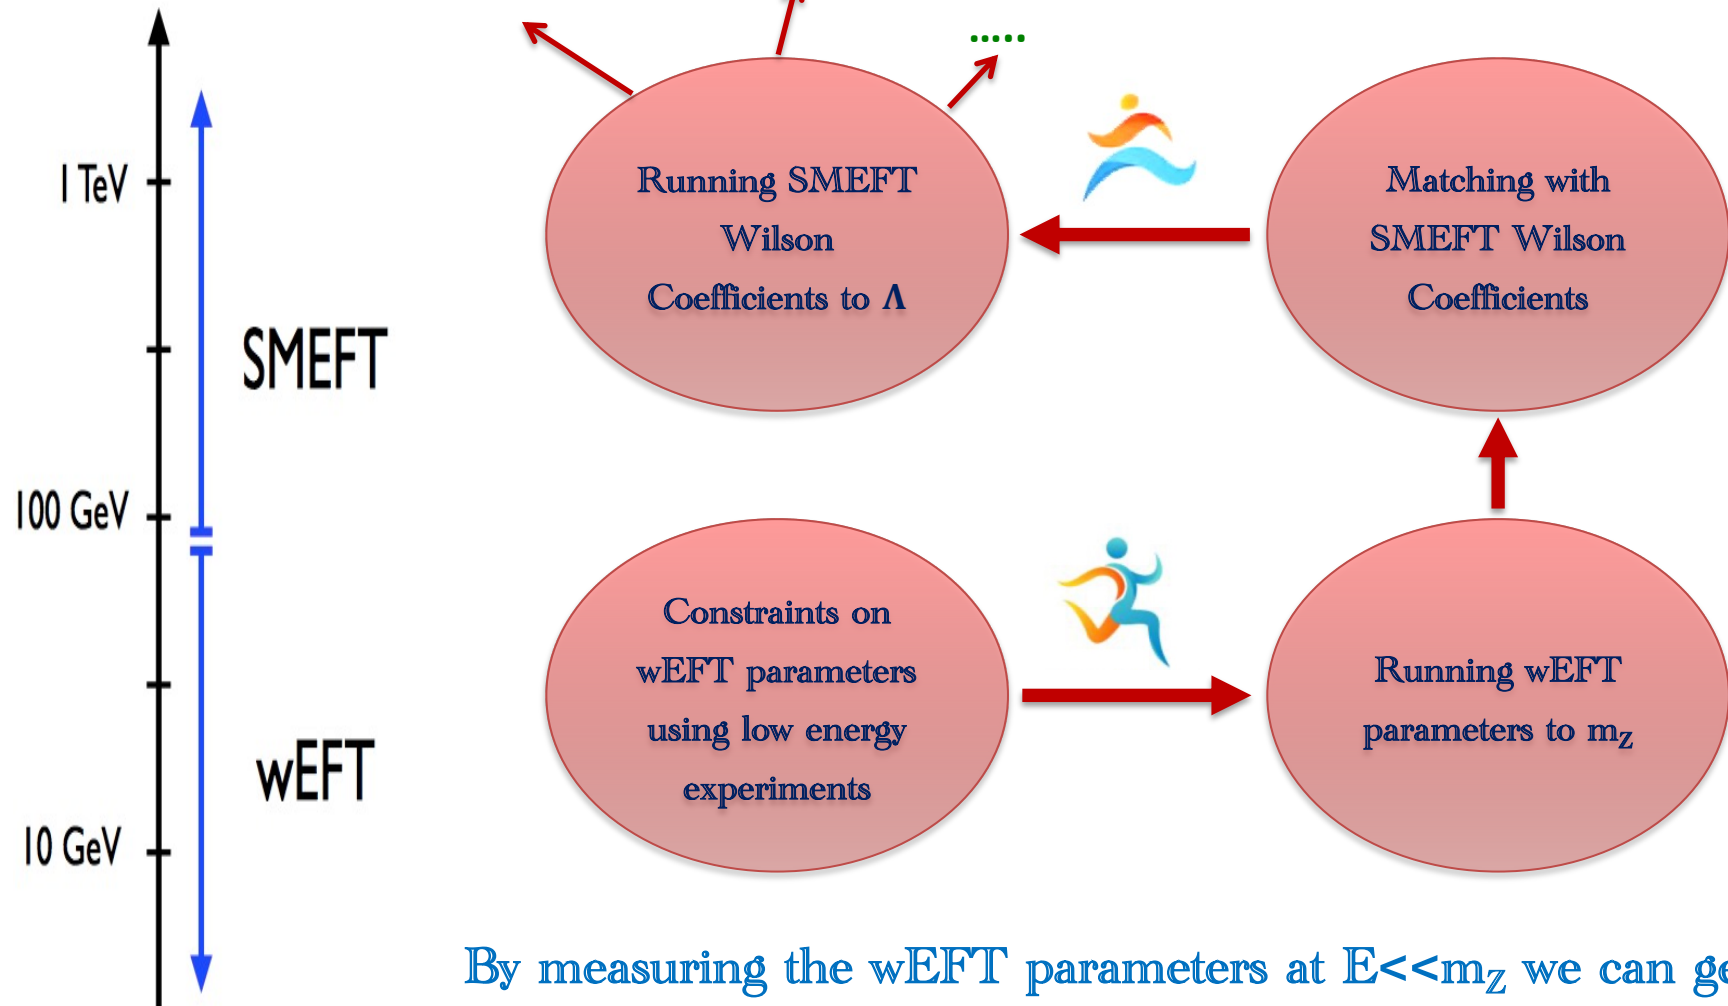 1 TeV
SMEFT
100 GeV
wEFT
10 GeV
.....
Running SMEFT
Wilson
Coefficients to Λ
Matching with
SMEFT Wilson
Coefficients
Constraints on
wEFT parameters
using low energy
experiments
Running wEFT
parameters to mZ
By measuring the wEFT parameters at E<<mZ we can ge